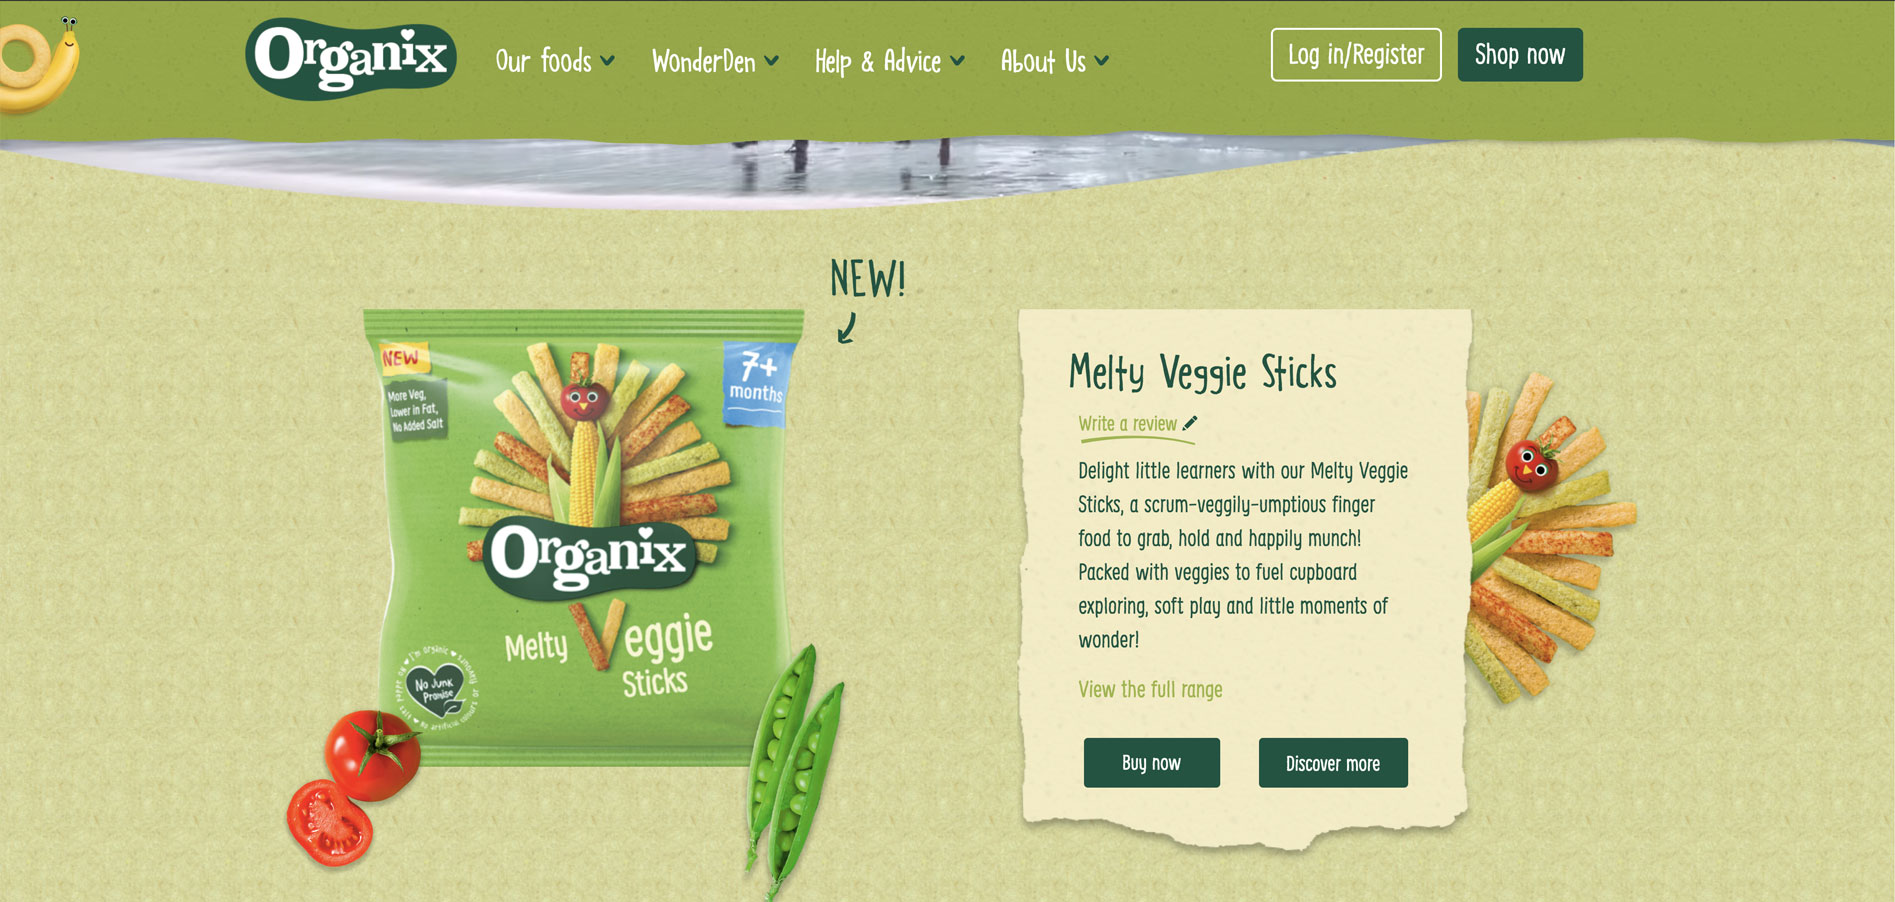 Organix
Our foods
WonderDen
Help & Advice
About Us
Log in/Register
Shop now
NEW!
NEW
More Veg,
Lower in Fat,
No Added Salt
7+
months
Organix
Melty Veggie
Sticks
No Junk
Promise
I'm organic
Melty Veggie Sticks
Write a review
Delight little learners with our Melty Veggie
Sticks, a scrum-veggily-umptious finger
food to grab, hold and happily munch!
Packed with veggies to fuel cupboard
exploring, soft play and little moments of
wonder!
View the full range
Buy now
Discover more